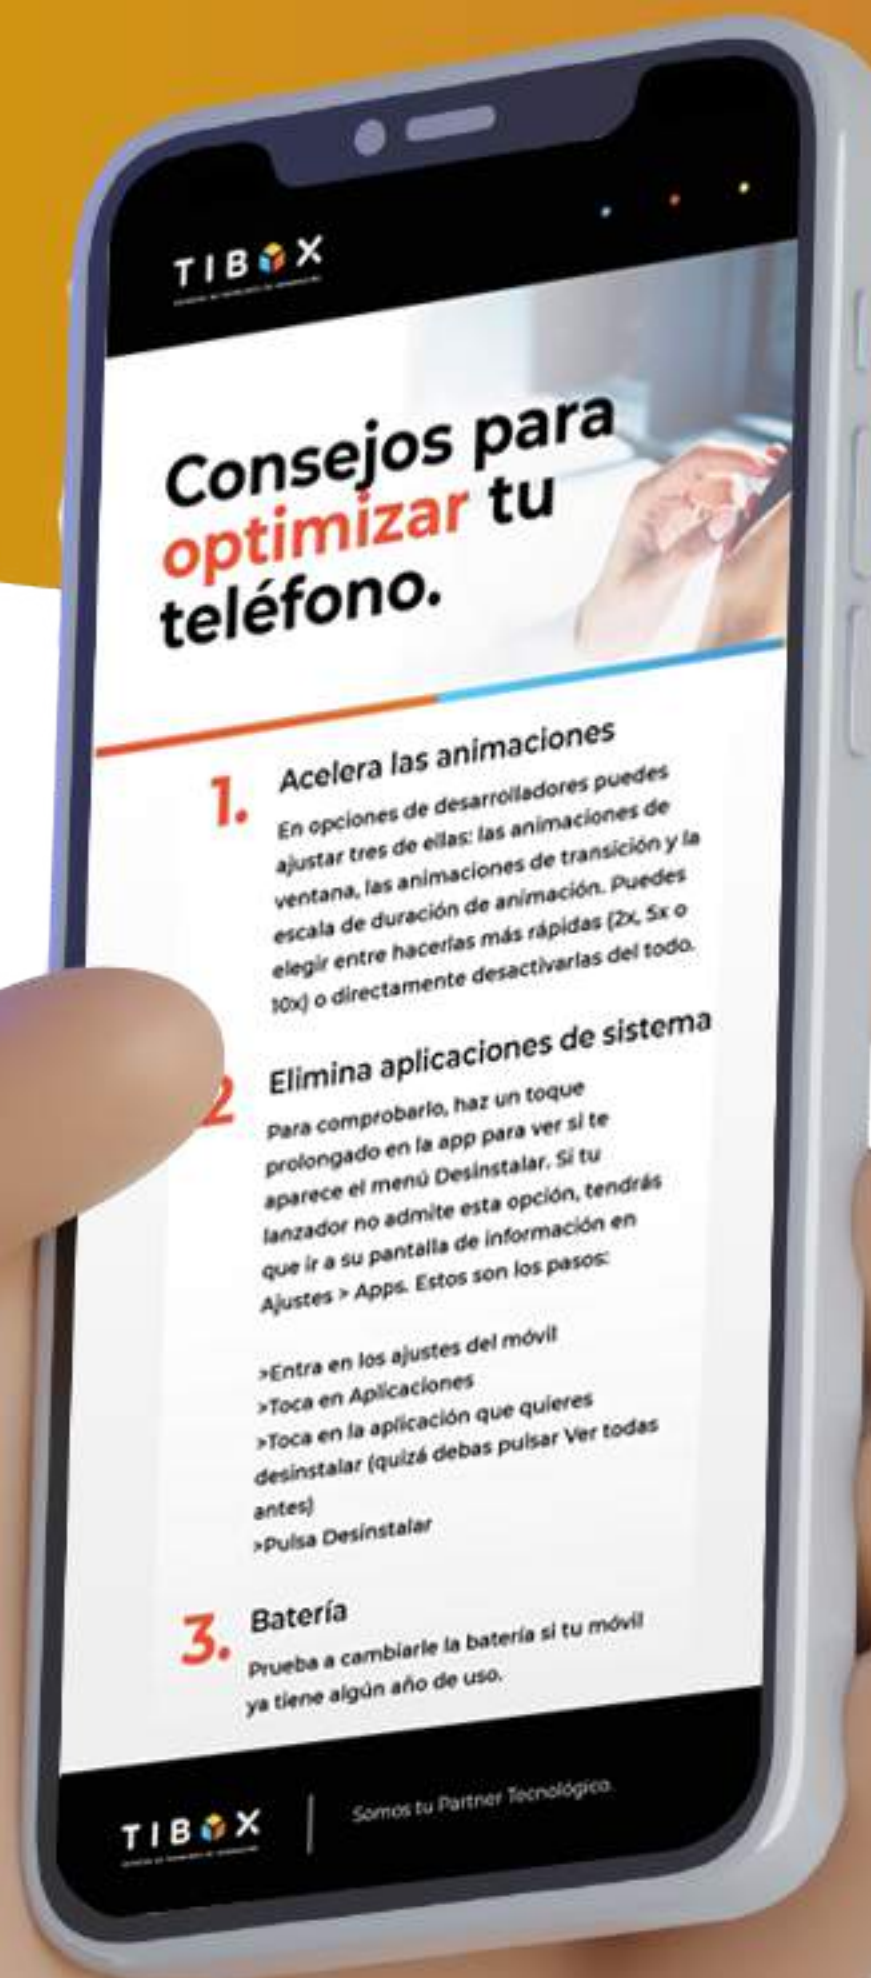 TIBOX
Consejos para
optimizar tu
teléfono.
1. Acelera las animaciones
En opciones de desarrolladores puedes
ajustar tres de ellas: las animaciones de
ventana, las animaciones de transición y la
escala de duración de animación. Puedes
elegir entre hacerlas más rápidas (2x, 5x o
10x) o directamente desactivarlas del todo.
2 Elimina aplicaciones de sistema
Para comprobarlo, haz un toque
prolongado en la app para ver si te
aparece el menú Desinstalar. Si tu
lanzador no admite esta opción, tendrás
que ir a su pantalla de información en
Ajustes > Apps. Estos son los pasos:
>Entra en los ajustes del móvil
>Toca en Aplicaciones
>Toca en la aplicación que quieres
desinstalar (quizá debas pulsar Ver todas
antes)
>Pulsa Desinstalar
3. Batería
Prueba a cambiarle la batería si tu móvil
ya tiene algún año de uso.
TIBOX
Somos tu Partner Tecnológico.